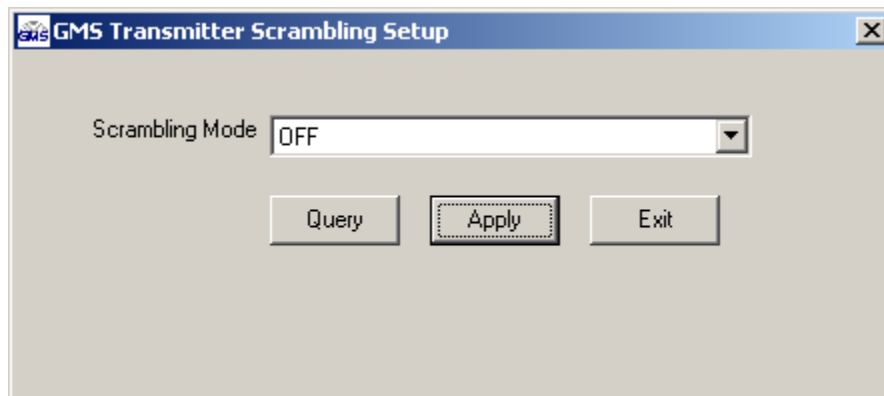 GMS GMS Transmitter Scrambling Setup
Scrambling Mode OFF
Query Apply Exit